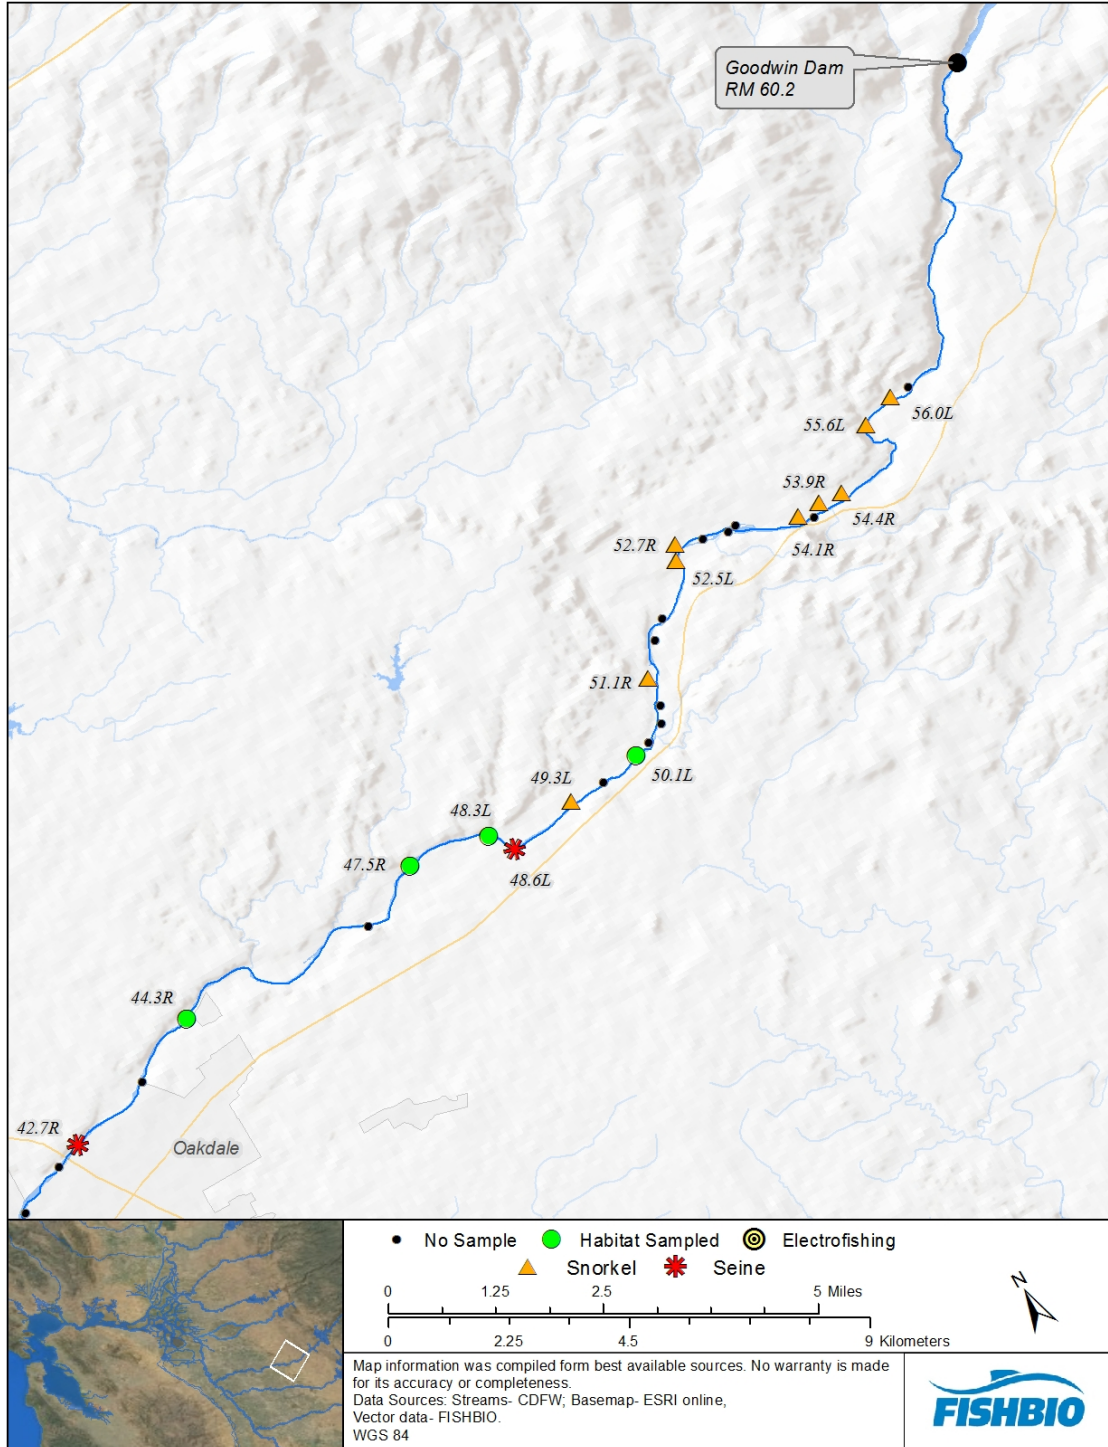 Goodwin Dam
RM 60.2
56.0L
55.6L
53.9R
54.4R
54.1R
52.7R
52.5L
51.1R
50.1L
49.3L
48.3L
48.6L
47.5R
44.3R
42.7R
Oakdale
No Sample Habitat Sampled Electrofishing
Snorkel Seine
0 1.25 2.5 5 Miles
0 2.25 4.5 9 Kilometers
N
Map information was compiled form best available sources. No warranty is made
for its accuracy or completeness.
Data Sources: Streams- CDFW; Basemap- ESRI online,
Vector data- FISHBIO.
WGS 84
FISHBIO